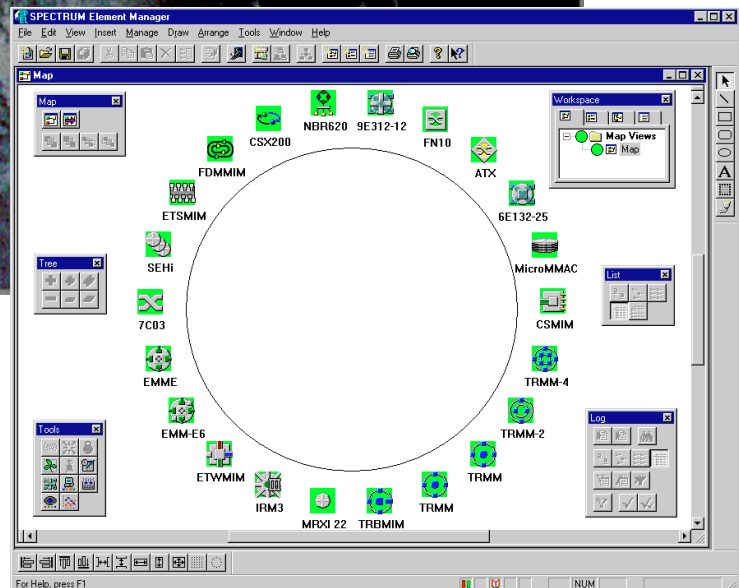 SPECTRUM Element Manager
File Edit View Insert Manage Draw Arrange Tools Window Help
Map
Map
Workspace
Map Views
Map
NBR620
9E312-12
CSX200
FN10
FDMMIM
ATX
ETSMIM
6E132-25
SEHi
MicroMMAC
Tree
List
7C03
CSMIM
EMME
TRMM-4
EMM-E6
TRMM-2
Tools
Log
ETWMIM
TRMM
IRM3
TRMM
MRXI 22
TRBMIM
For Help, press F1
NUM